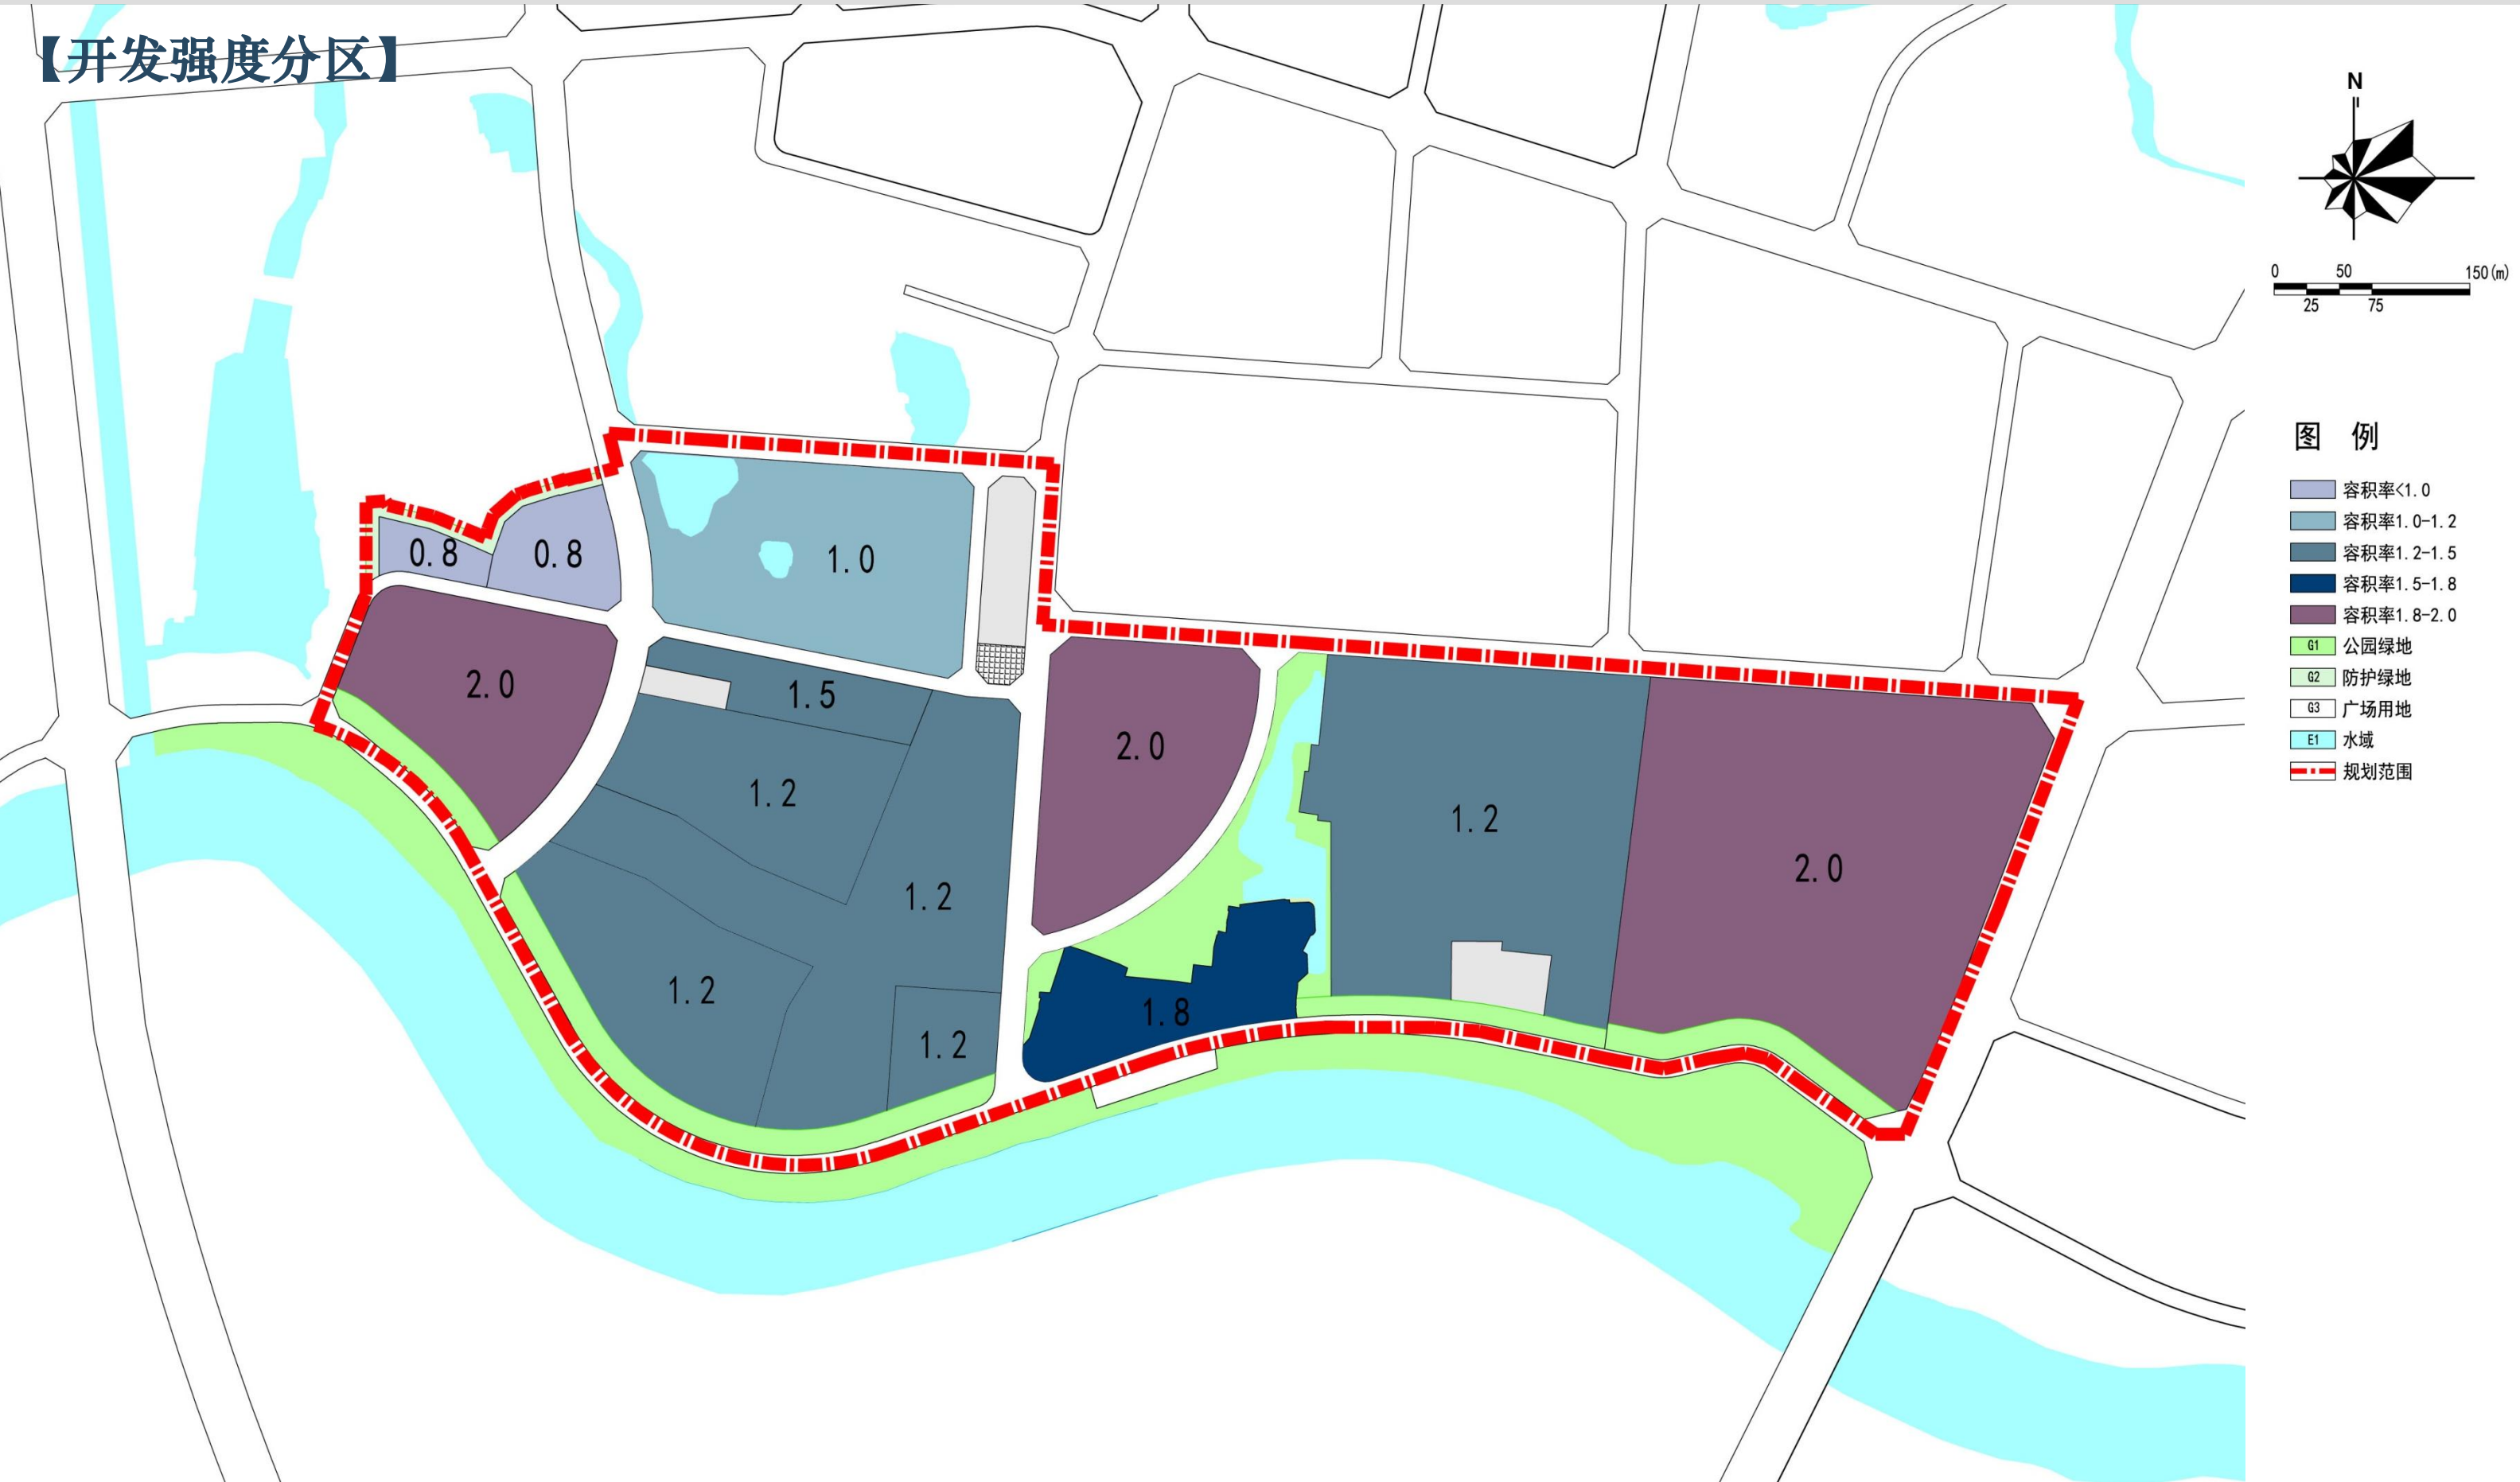 【开发强度分区】
N
0 50 150(m)
25 75
图 例
容积率<1.0
容积率1.0-1.2
容积率1.2-1.5
容积率1.5-1.8
容积率1.8-2.0
G1 公园绿地
G2 防护绿地
G3 广场用地
E1 水域
规划范围
0.8
0.8
1.0
2.0
1.5
2.0
1.2
1.2
2.0
1.2
1.2
1.8
1.2